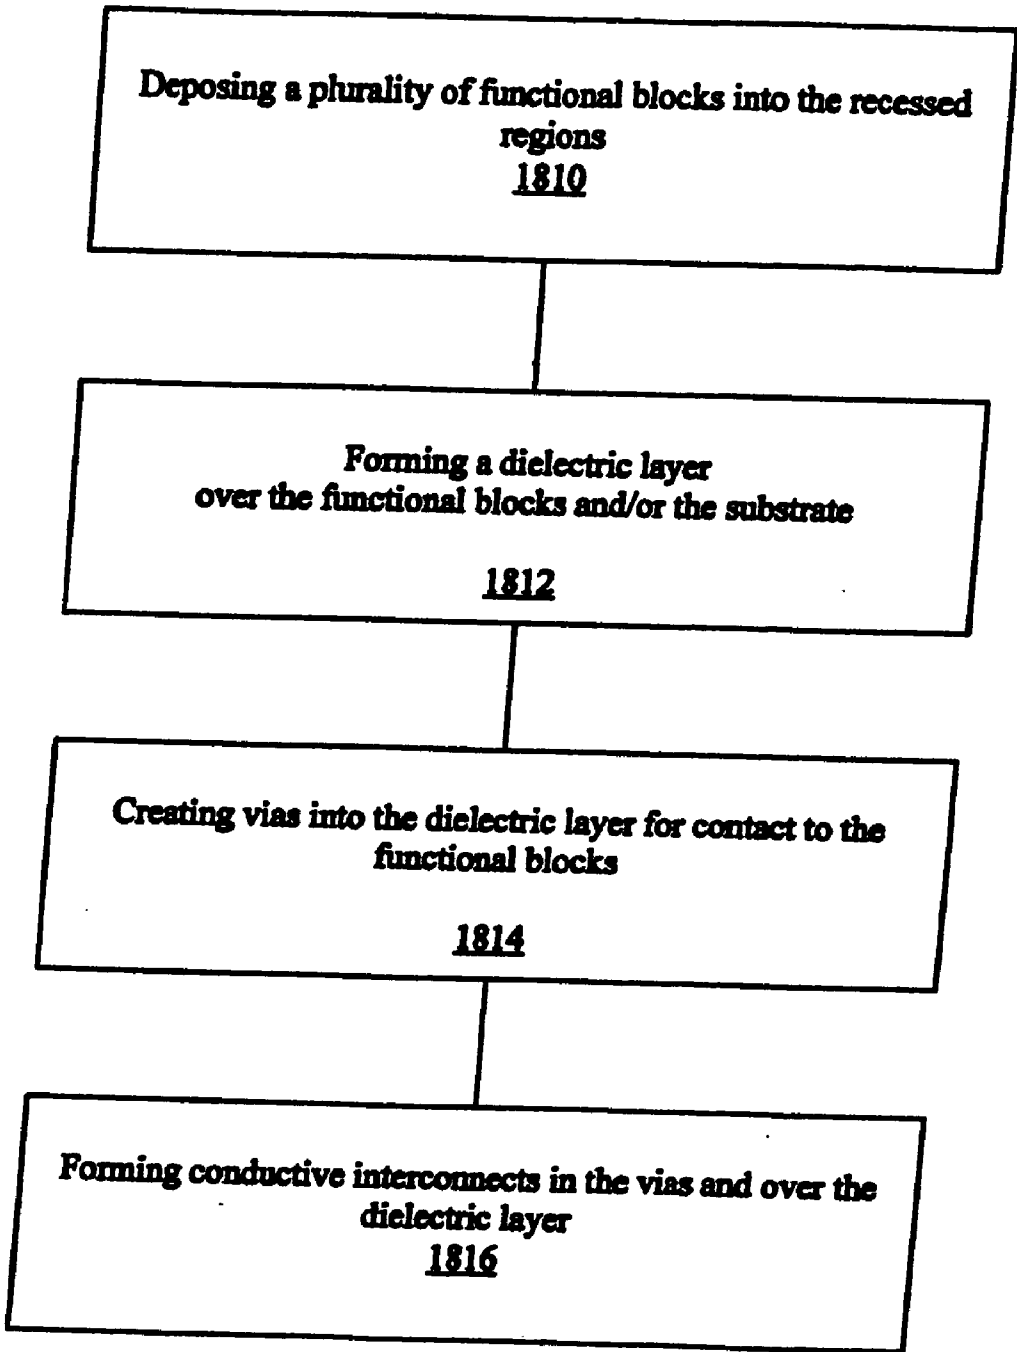 Deposing a plurality of functional blocks into the recessed
regions
1810
Forming a dielectric layer
over the functional blocks and/or the substrate
1812
Creating vias into the dielectric layer for contact to the
functional blocks
1814
Forming conductive interconnects in the vias and over the
dielectric layer
1816